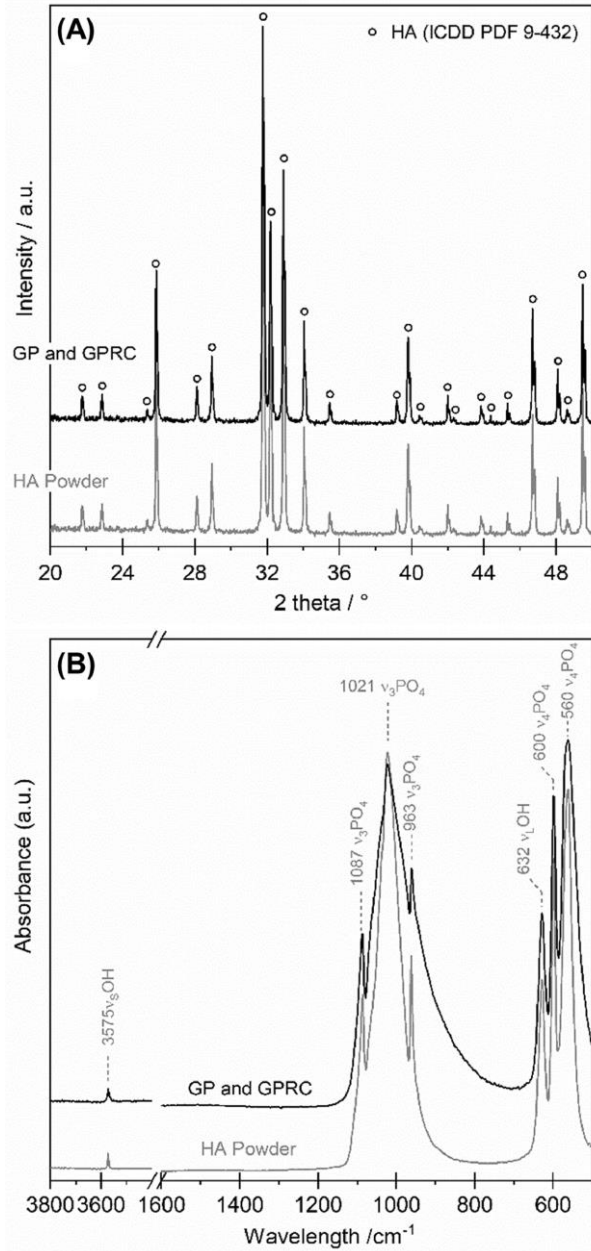 (A)
HA (ICDD PDF 9-432)
Intensity / a.u.
GP and GPRC
HA Powder
20 24 28 32 36 40 44 48
2 theta / °
(B)
1021 ν₃PO₄
1087 ν₃PO₄
963 ν₃PO₄
632 νLOH
600 ν₄PO₄
560 ν₄PO₄
Absorbance (a.u.)
3575νSOH
GP and GPRC
HA Powder
3800 3600 1600 1400 1200 1000 800 600
Wavelength /cm⁻¹